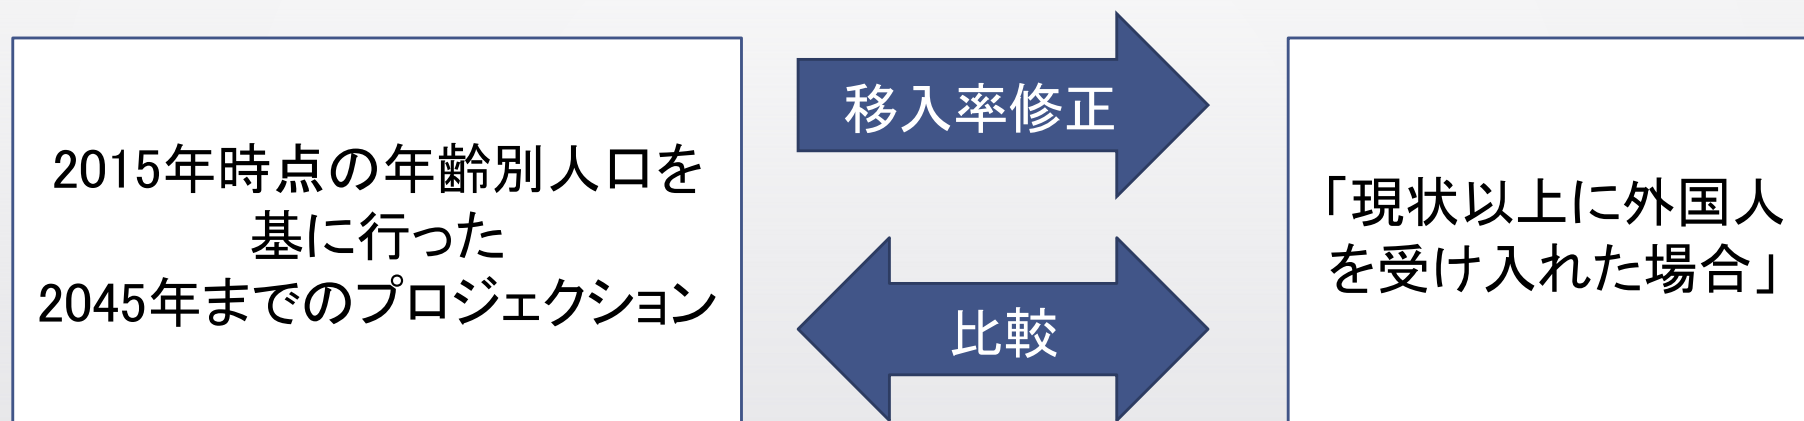 2015年時点の年齢別人口を
基に行った
2045年までのプロジェクション
移入率修正
比較
「現状以上に外国人
を受け入れた場合」